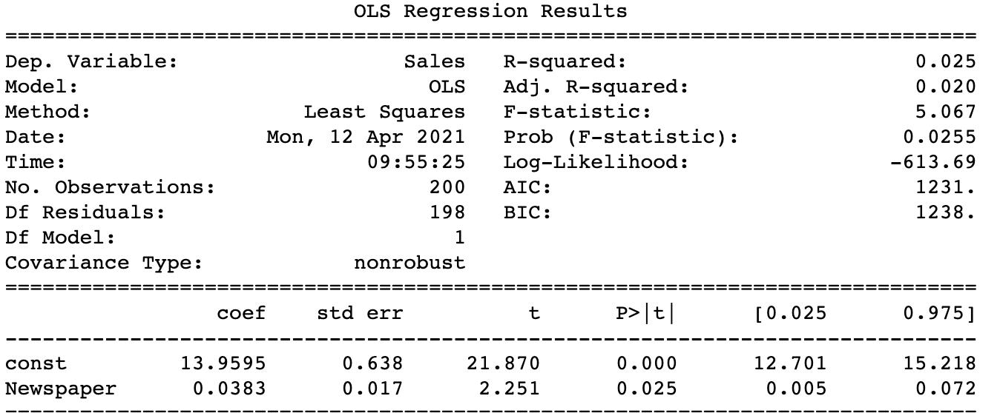 OLS Regression Results
==============================================================================
Dep. Variable: Sales R-squared: 0.025
Model: OLS Adj. R-squared: 0.020
Method: Least Squares F-statistic: 5.067
Date: Mon, 12 Apr 2021 Prob (F-statistic): 0.0255
Time: 09:55:25 Log-Likelihood: -613.69
No. Observations: 200 AIC: 1231.
Df Residuals: 198 BIC: 1238.
Df Model: 1
Covariance Type: nonrobust
==============================================================================
coef std err t P>|t| [0.025 0.975]
------------------------------------------------------------------------------
const 13.9595 0.638 21.870 0.000 12.701 15.218
Newspaper 0.0383 0.017 2.251 0.025 0.005 0.072
------------------------------------------------------------------------------